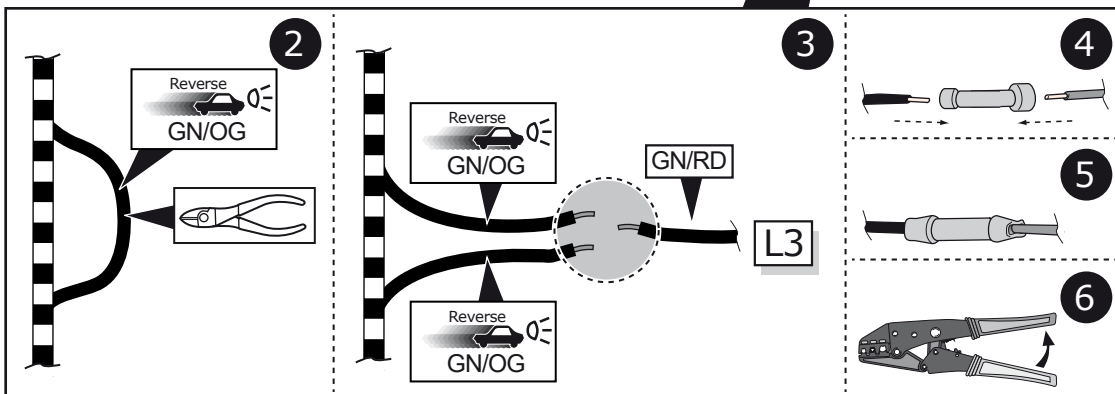 2
Reverse
GN/OG
3
Reverse
GN/OG
GN/RD
L3
Reverse
GN/OG
4
5
6